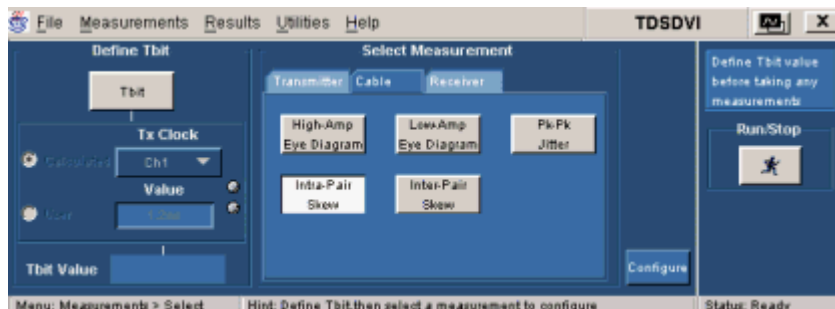 File Measurements Results Utilities Help TDSDVI X
Define Tbit
Tbit
Tx Clock
Calculated Ch1
Value
User
Tbit Value
Select Measurement
Transmitter Cable Receiver
High-Amp
Eye Diagram
Low-Amp
Eye Diagram
Pk-Pk
Jitter
Intra-Pair
Skew
Inter-Pair
Skew
Configure
Define Tbit value
before taking any
measurements
Run/Stop
Menu: Measurements > Select
Hint: Define Tbit then select a measurement to configure
Status: Ready